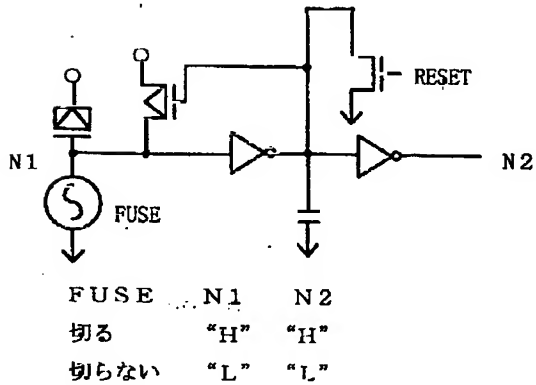 RESET
N1
N2
FUSE
FUSE N1 N2
切る “H” “H”
切らない “L” “L”